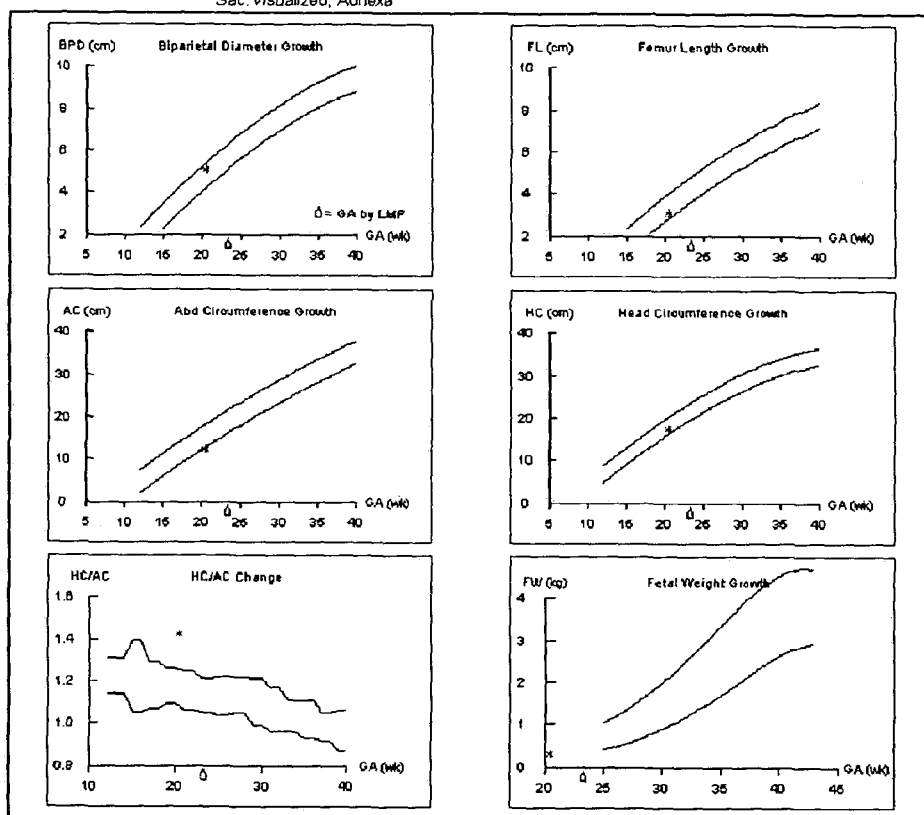 Sac: visualized, Adnexa
BPD (cm) Biparietal Diameter Growth
10
8
6
4
2
5 10 16 20 26 30 35 40
GA (wk)
= GA by LMP
FL (cm) Femur Length Growth
10
8
6
4
2
5 10 16 20 25 30 35 40
GA (wk)
AC (cm) Abd Circumference Growth
40
30
20
10
0
5 10 15 20 26 30 35 40
GA (wk)
HC (cm) Head Circumference Growth
40
30
20
10
0
5 10 15 20 25 30 35 40
GA (wk)
HC/AC HC/AC Change
1.6
1.4
1.2
1.0
0.8
10 20 30 40
GA (wk)
FW (kg) Fetal Weight Growth
4
3
2
1
0
20 25 30 35 40 45
GA (wk)